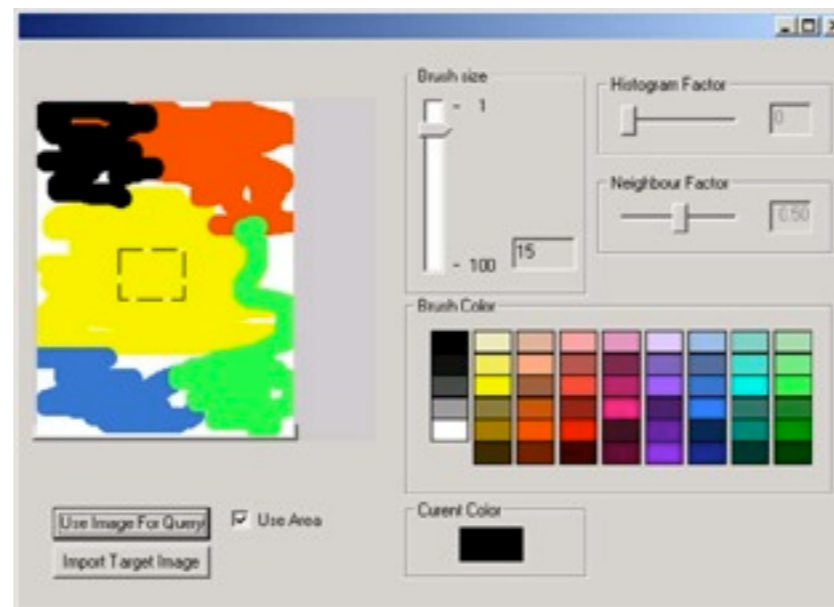 Brush size
- 1
- 100
15
Histogram Factor
0
Neighbour Factor
0.50
Brush Color
Use Image For Query
Use Area
Import Target Image
Curent Color